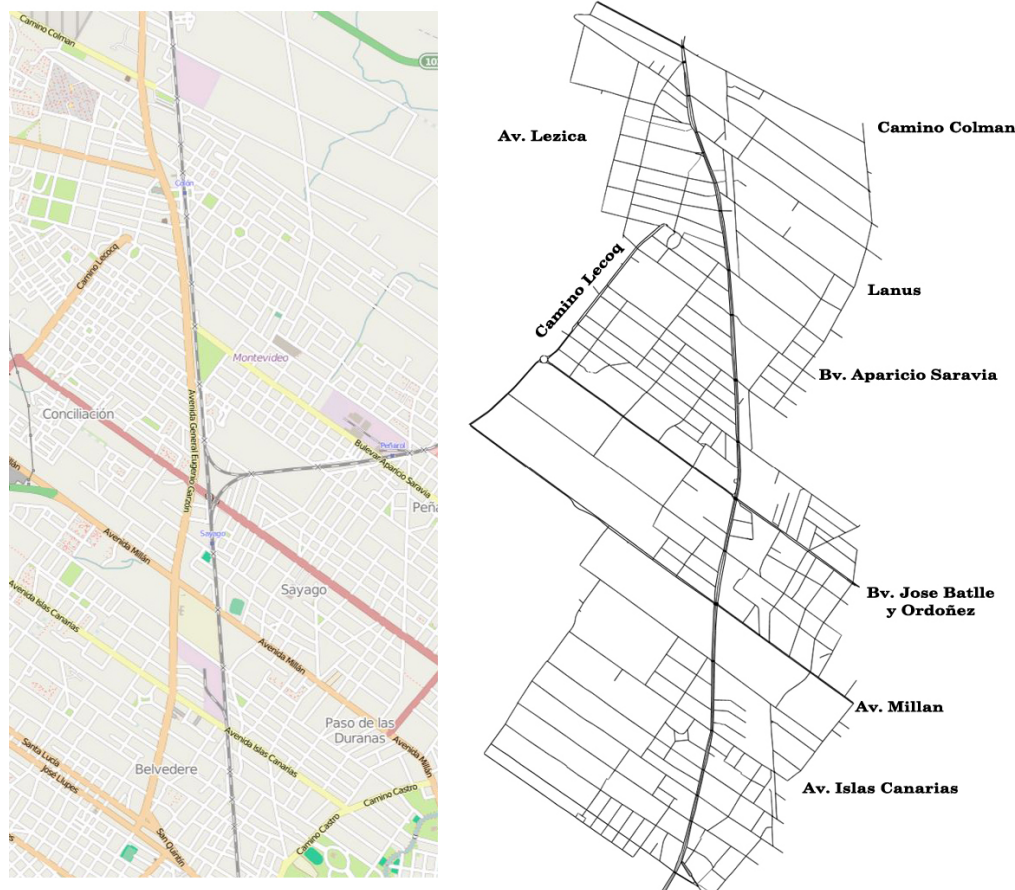 Camino Colman
10
Colón
Camino Lecocq
Montevideo
Conciliación
Avenida General Eugenio Garzón
Peñarol
Bulevar Aparicio Saravia
Peña
Millán
Avenida Millán
Sayago
Avenida Islas Canarias
Sayago
Avenida Millán
Paso de las
Duranas
Avenida Millán
Santa Lucía
José Llupes
Belvedere
Avenida Islas Canarias
Camino Castro
San Quintín
Camino Castro
Av. Lezica
Camino Colman
Camino Lecoq
Lanus
Bv. Aparicio Saravia
Bv. Jose Batlle
y Ordoñez
Av. Millan
Av. Islas Canarias